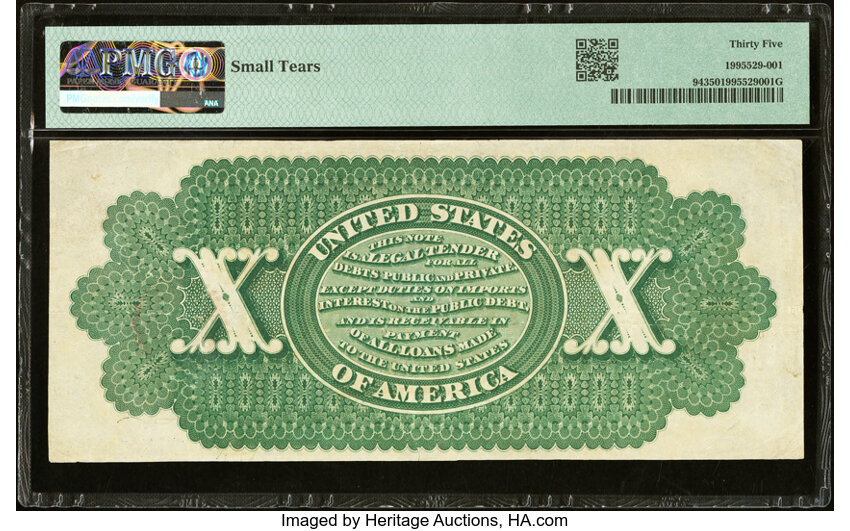 PMG
Small Tears
Thirty Five
1995529-001
943501995529001G
ANA
UNITED STATES
THIS NOTE
IS A LEGAL TENDER
FOR ALL
DEBTS PUBLIC AND PRIVATE
EXCEPT DUTIES ON IMPORTS
AND
INTEREST ON THE PUBLIC DEBT,
AND IS RECEIVABLE IN
PAYMENT
OF ALL LOANS MADE
TO THE UNITED STATES
X X
OF AMERICA
Imaged by Heritage Auctions, HA.com